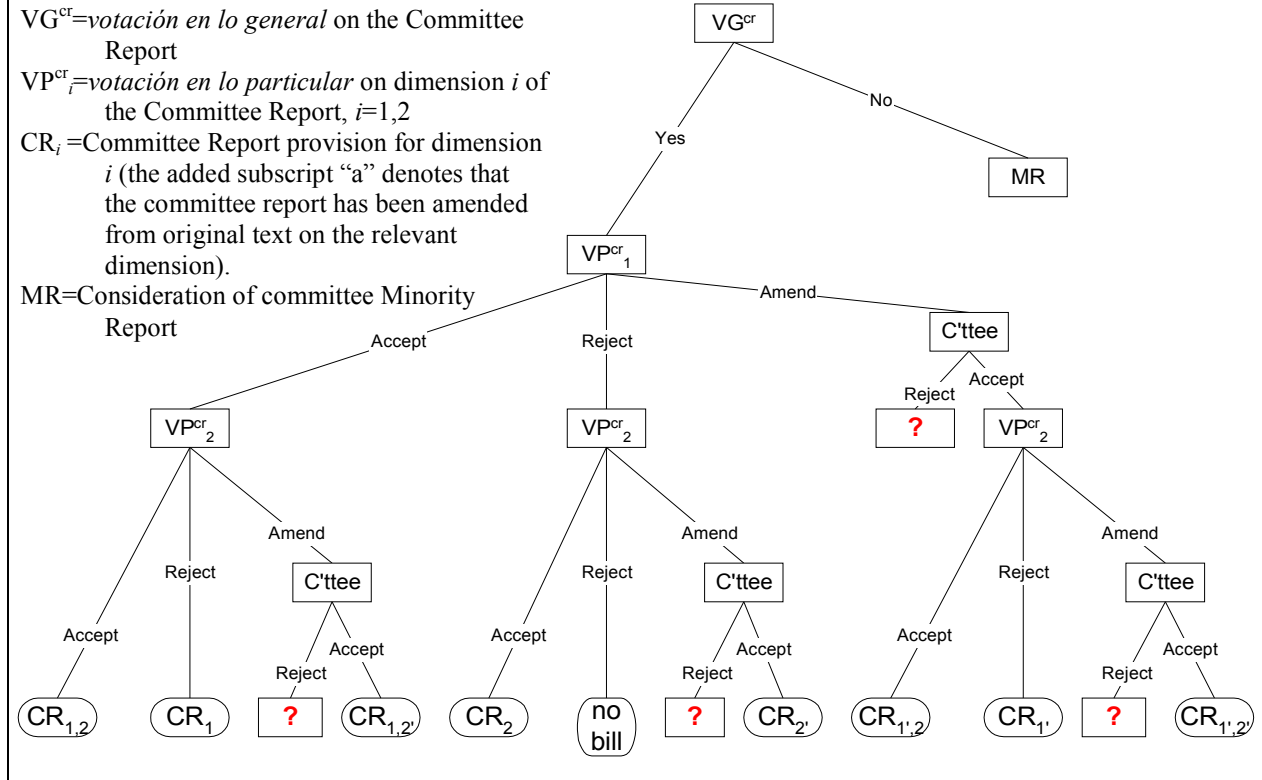 VGᶜʳ=votación en lo general on the Committee
Report
VPᶜʳᵢ=votación en lo particular on dimension i of
the Committee Report, i=1,2
CRᵢ =Committee Report provision for dimension
i (the added subscript “a” denotes that
the committee report has been amended
from original text on the relevant
dimension).
MR=Consideration of committee Minority
Report
VGᶜʳ
No
Yes
MR
VPᶜʳ₁
Amend
Accept
Reject
C'ttee
Reject
Accept
VPᶜʳ₂
VPᶜʳ₂
?
VPᶜʳ₂
Amend
Amend
Amend
Reject
C'ttee
Reject
C'ttee
Reject
C'ttee
Accept
Reject
Accept
Accept
Reject
Accept
Accept
Reject
Accept
CR₁,₂
CR₁
?
CR₁,₂'
CR₂
no
bill
?
CR₂'
CR₁',₂
CR₁'
?
CR₁',₂'